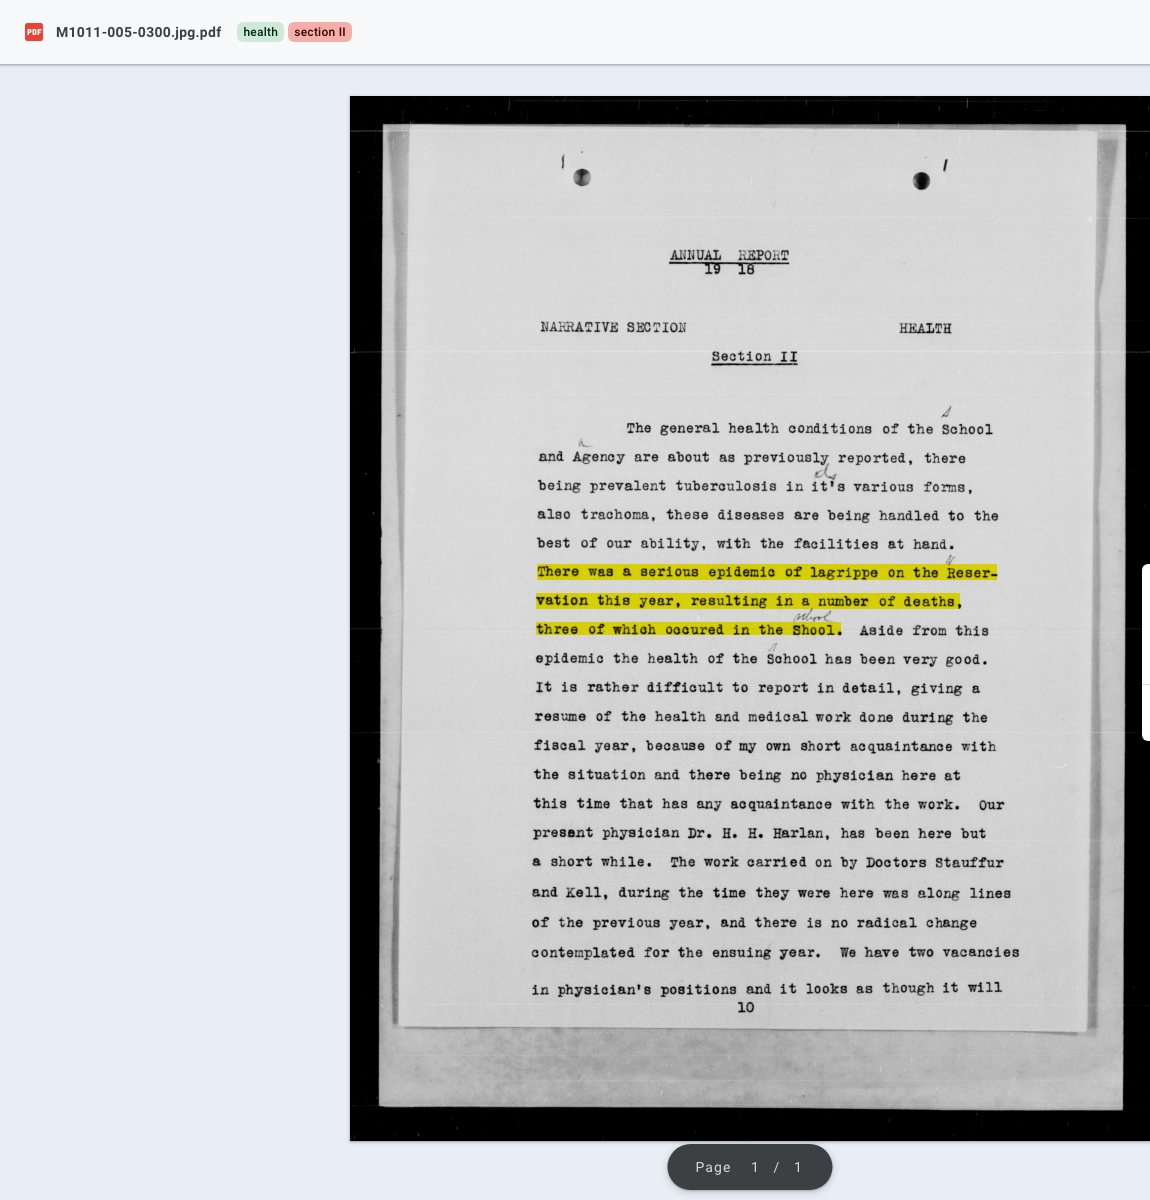 M1011-005-0300.jpg.pdf health section II
ANNUAL REPORT
19 18
NARRATIVE SECTION HEALTH
Section II
s
The general health conditions of the School
a
and Agency are about as previously reported, there
being prevalent tuberculosis in it's various forms,
also trachoma, these diseases are being handled to the
best of our ability, with the facilities at hand.
There was a serious epidemic of lagrippe on the Reser-
vation this year, resulting in a number of deaths,
school
three of which occured in the Shool. Aside from this
s
epidemic the health of the School has been very good.
It is rather difficult to report in detail, giving a
resume of the health and medical work done during the
fiscal year, because of my own short acquaintance with
the situation and there being no physician here at
this time that has any acquaintance with the work. Our
present physician Dr. H. H. Harlan, has been here but
a short while. The work carried on by Doctors Stauffur
and Kell, during the time they were here was along lines
of the previous year, and there is no radical change
contemplated for the ensuing year. We have two vacancies
in physician's positions and it looks as though it will
10
Page 1 / 1